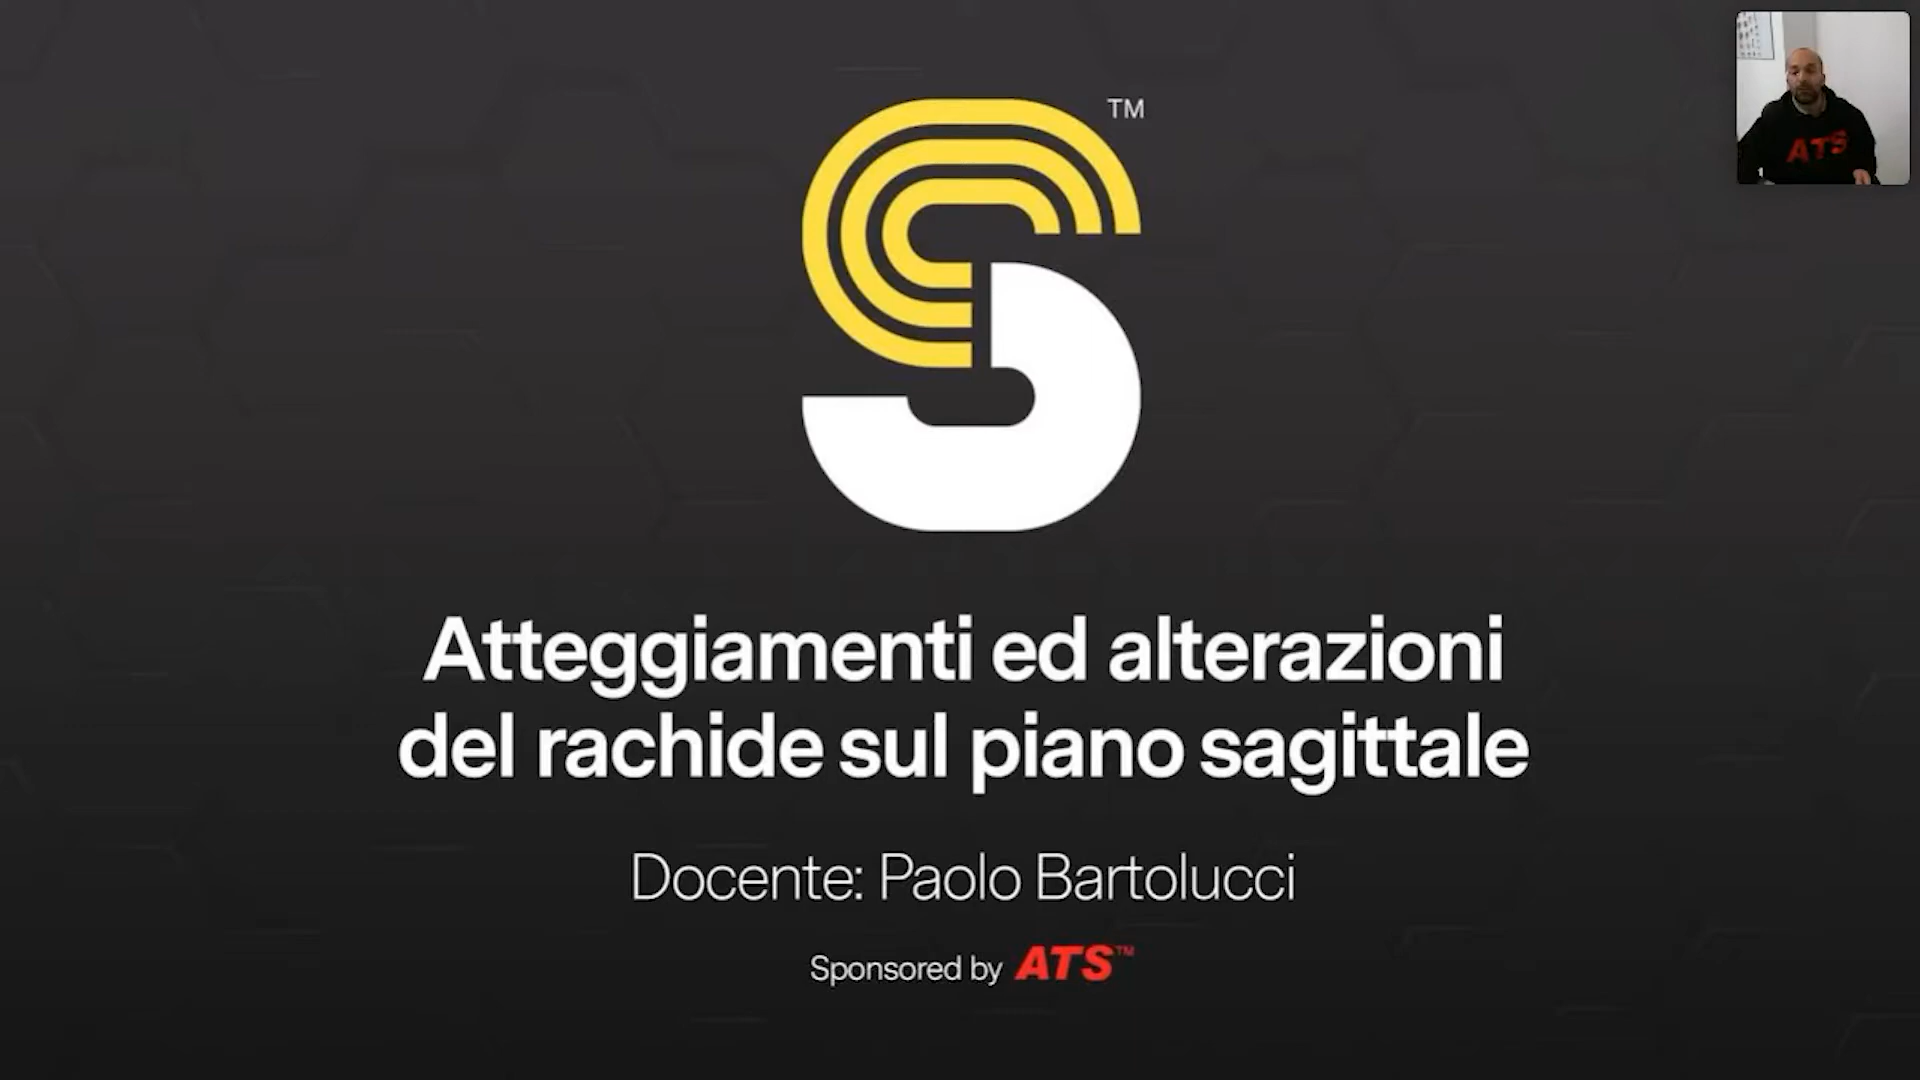 TM
ATS
Atteggiamenti ed alterazioni
del rachide sul piano sagittale
Docente: Paolo Bartolucci
Sponsored by ATS™